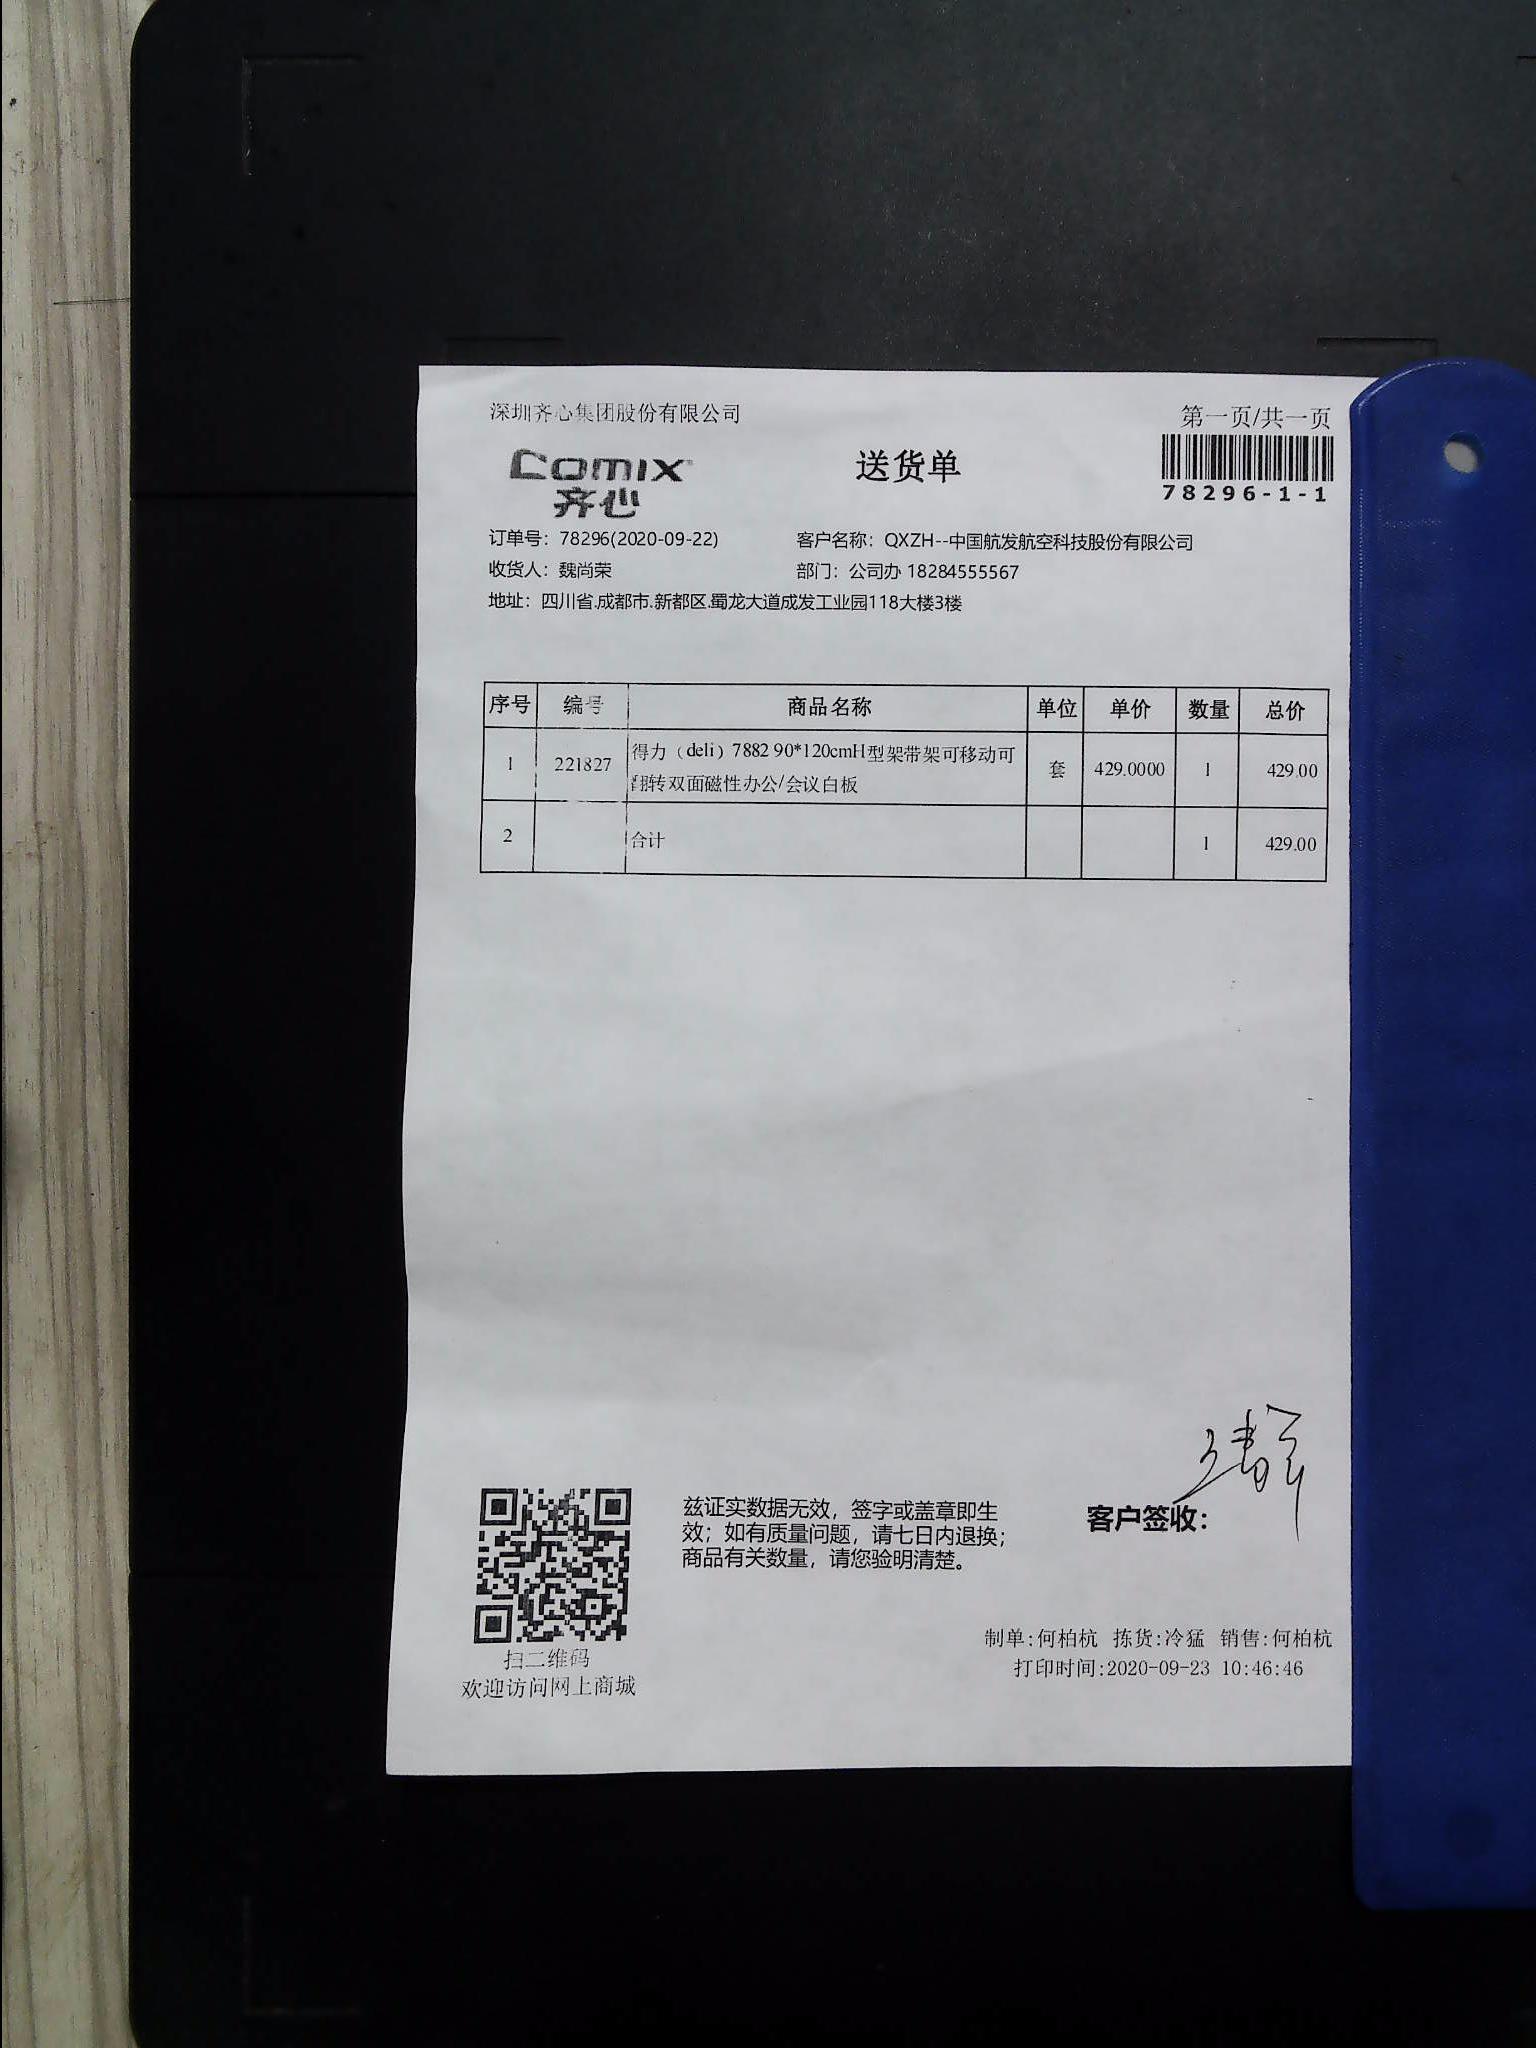 深圳齐心集团股份有限公司
第一页/共一页
comix
齐心
送货单
78296-1-1
订单号：78296(2020-09-22)
客户名称：QXZH--中国航发航空科技股份有限公司
收货人：魏尚荣
部门：公司办 18284555567
地址：四川省.成都市.新都区.蜀龙大道成发工业园118大楼3楼
序号 编号 商品名称 单位 单价 数量 总价
1 221827 得力（deli）7882 90*120cmH型架带架可移动可 套 429.0000 1 429.00
翻转双面磁性办公/会议白板
2 合计 1 429.00
兹证实数据无效，签字或盖章即生
效；如有质量问题，请七日内退换；
商品有关数量，请您验明清楚。
客户签收：
扫二维码
欢迎访问网上商城
制单:何柏杭 拣货:冷猛 销售:何柏杭
打印时间:2020-09-23 10:46:46